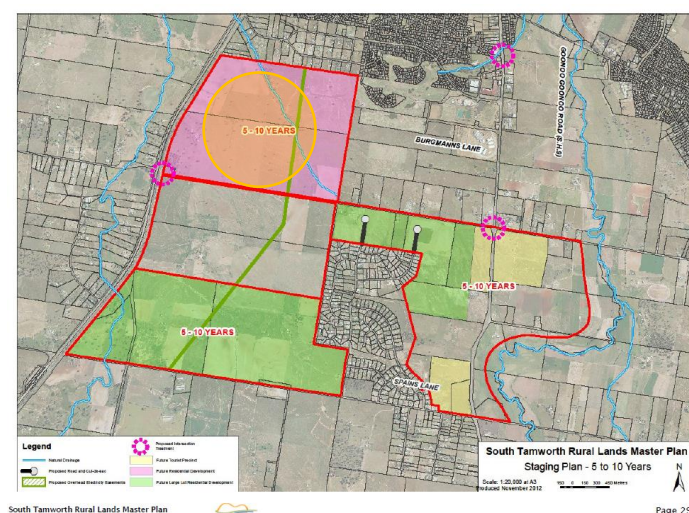 GOONOO GOONOO ROAD (S.H.9)
5 - 10 YEARS
BURGMANNS LANE
5 - 10 YEARS
5 - 10 YEARS
SPAINS LANE
Legend
Natural Drainage
Proposed Road and Cul-de-sac
Proposed Overhead Electricity Easements
Proposed Intersection
Treatment
Future Tourist Precinct
Future Residential Development
Future Large Lot Residential Development
South Tamworth Rural Lands Master Plan
Staging Plan - 5 to 10 Years
Scale: 1:20,000 at A3
Produced November 2012
N
South Tamworth Rural Lands Master Plan
Page 29